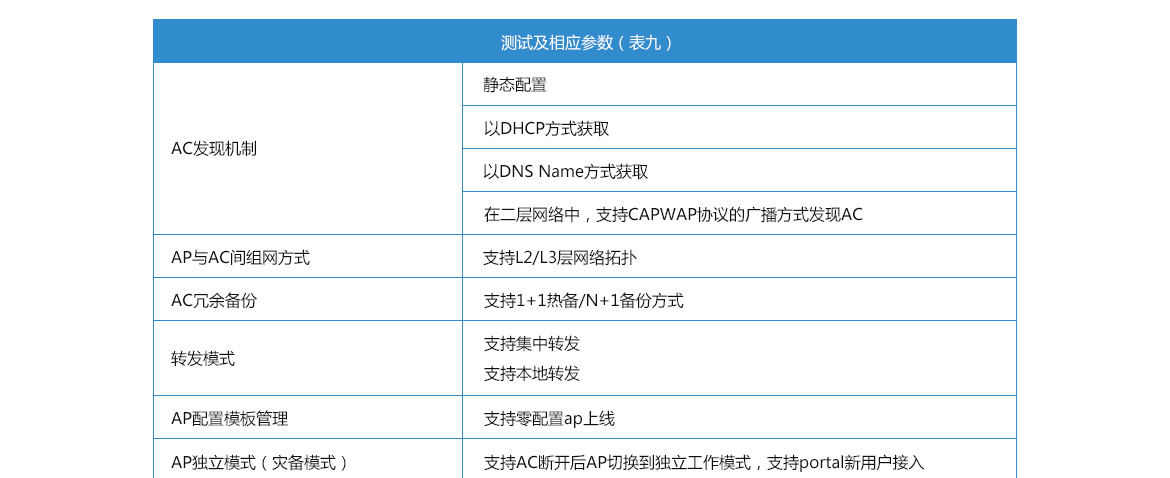 测试及相应参数（表九）
AC发现机制
静态配置
以DHCP方式获取
以DNS Name方式获取
在二层网络中，支持CAPWAP协议的广播方式发现AC
AP与AC间组网方式
支持L2/L3层网络拓扑
AC冗余备份
支持1+1热备/N+1备份方式
转发模式
支持集中转发
支持本地转发
AP配置模板管理
支持零配置ap上线
AP独立模式（灾备模式）
支持AC断开后AP切换到独立工作模式，支持portal新用户接入